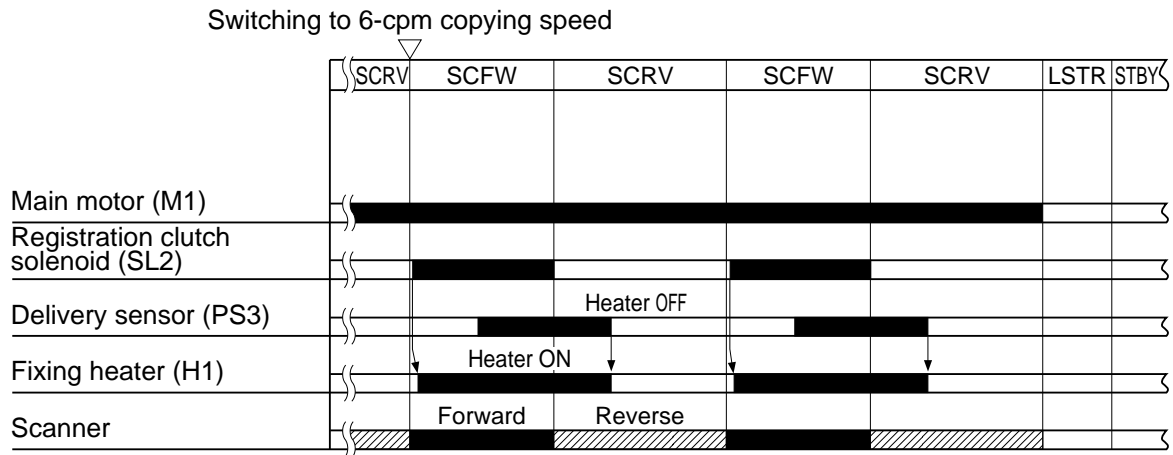 Switching to 6-cpm copying speed
SCRV SCFW SCRV SCFW SCRV LSTR STBY
Main motor (M1)
Registration clutch
solenoid (SL2)
Heater OFF
Delivery sensor (PS3)
Heater ON
Fixing heater (H1)
Forward Reverse
Scanner